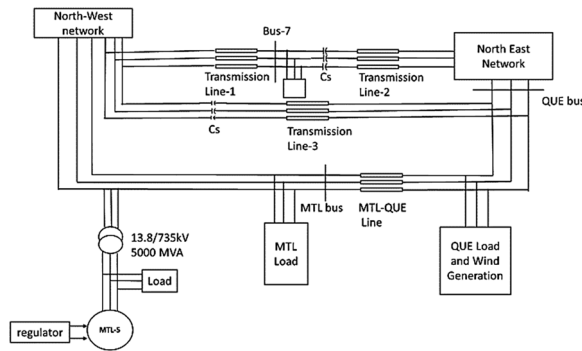 North-West
network
Bus-7
North East
Network
Transmission
Line-1
Cs
Transmission
Line-2
QUE bus
Cs
Transmission
Line-3
MTL bus
MTL-QUE
Line
13.8/735kV
5000 MVA
MTL
Load
QUE Load
and Wind
Generation
Load
regulator
MTL-S